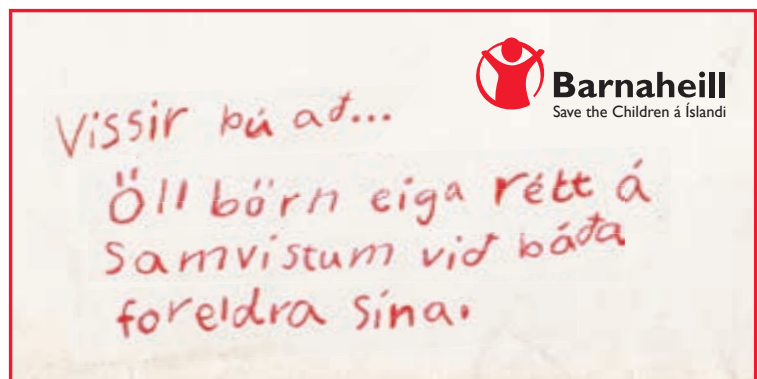 Barnaheill
Save the Children á Íslandi
Vissir þú að...
Öll börn eiga rétt á
samvistum við báða
foreldra sína.